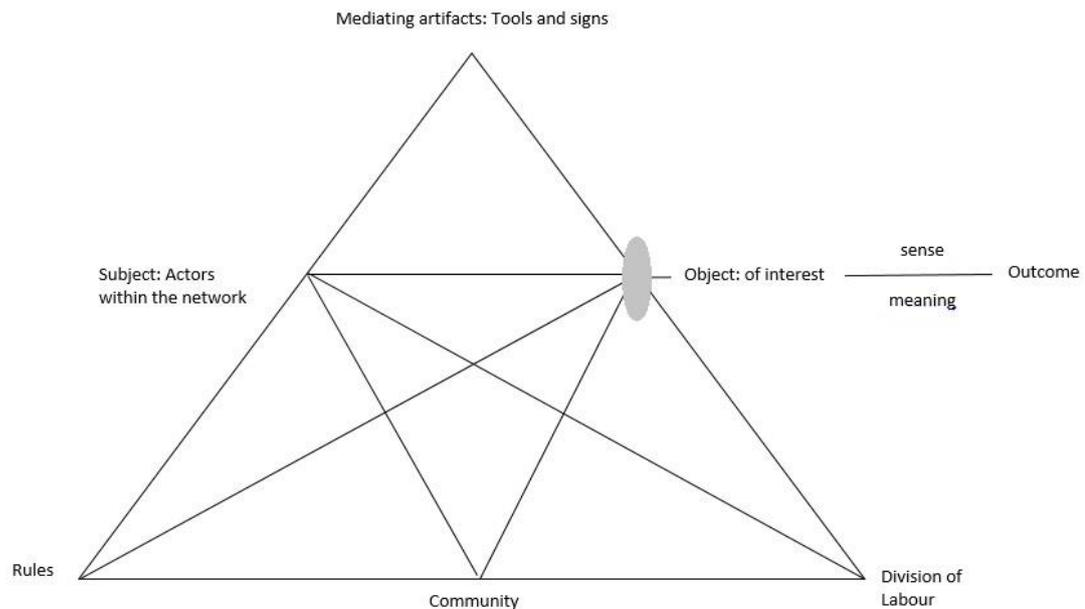 Mediating artifacts: Tools and signs
sense
Subject: Actors
within the network
Object: of interest
Outcome
meaning
Rules
Community
Division of
Labour